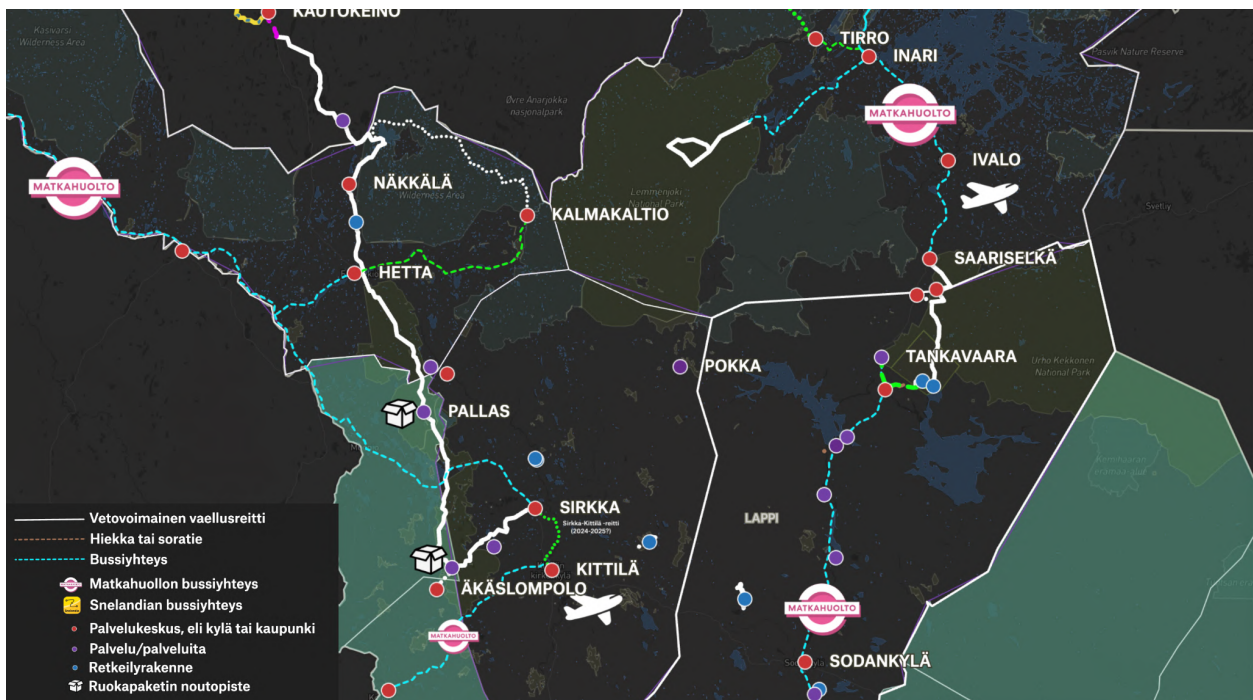 KAUTOKEINO
Käsivarsi
Wilderness Area
TIRRO
INARI
Pasvik Nature Reserve
Øvre Anarjokka
nasjonalpark
MATKAHUOLTO
IVALO
MATKAHUOLTO
NÄKKÄLÄ
Wilderness Area
Lemmenjoki
National Park
KALMAKALTIO
Svetliy
HETTA
SAARISELKÄ
TANKAVAARA
POKKA
Urho Kekkonen
National Park
PALLAS
SIRKKA
Sirkka-Kittilä -reitti
(2024-2025?)
LAPPI
KITTILÄ
ÄKÄSLOMPOLO
MATKAHUOLTO
MATKAHUOLTO
SODANKYLÄ
Vetovoimainen vaellusreitti
Hiekka tai soratie
Bussiyhteys
Matkahuollon bussiyhteys
Snelandian bussiyhteys
Palvelukeskus, eli kylä tai kaupunki
Palvelu/palveluita
Retkeilyrakenne
Ruokapaketin noutopiste